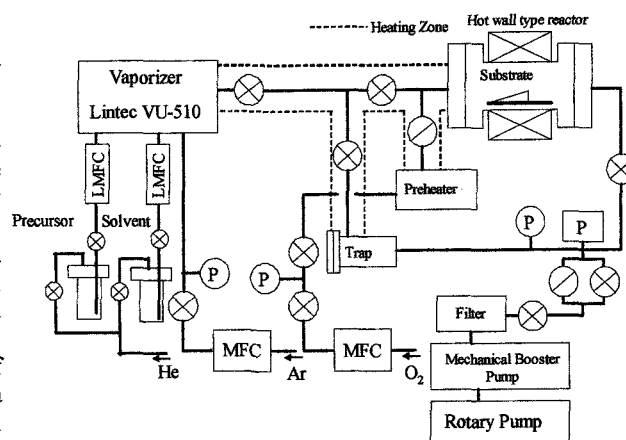 Heating Zone
Hot wall type reactor
Vaporizer
Lintec VU-510
Substrate
LMFC
LMFC
Preheater
Precursor
Solvent
Trap
P
P
P
P
Filter
MFC
MFC
He
Ar
O₂
Mechanical Booster
Pump
Rotary Pump